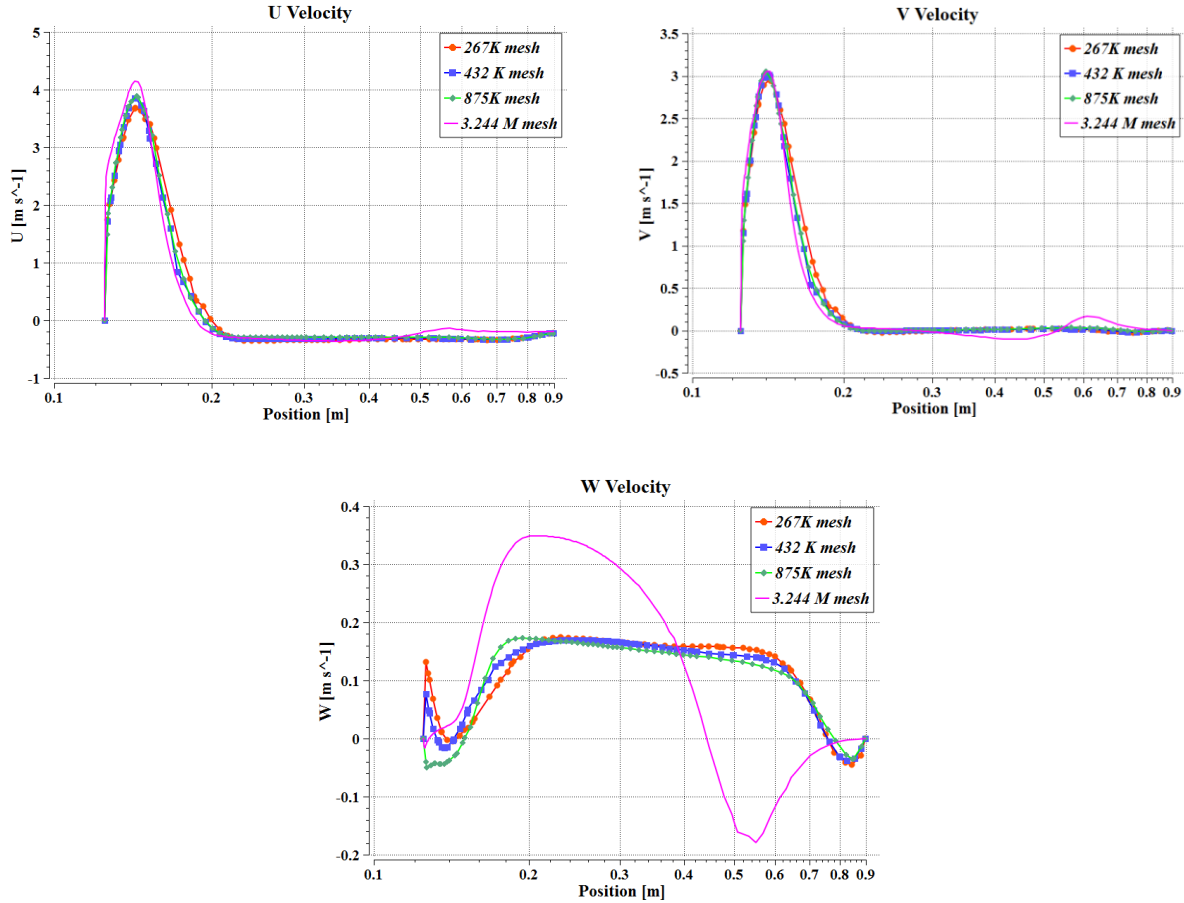 U Velocity
5
4
3
2
1
0
-1
U [m s^-1]
267K mesh
432 K mesh
875K mesh
3.244 M mesh
0.1
0.2
0.3
0.4
0.5
0.6
0.7
0.8
0.9
Position [m]
V Velocity
3.5
3
2.5
2
1.5
1
0.5
0
-0.5
V [m s^-1]
267K mesh
432 K mesh
875K mesh
3.244 M mesh
0.1
0.2
0.3
0.4
0.5
0.6
0.7
0.8
0.9
Position [m]
W Velocity
0.4
0.3
0.2
0.1
0
-0.1
-0.2
W [m s^-1]
267K mesh
432 K mesh
875K mesh
3.244 M mesh
0.1
0.2
0.3
0.4
0.5
0.6
0.7
0.8
0.9
Position [m]